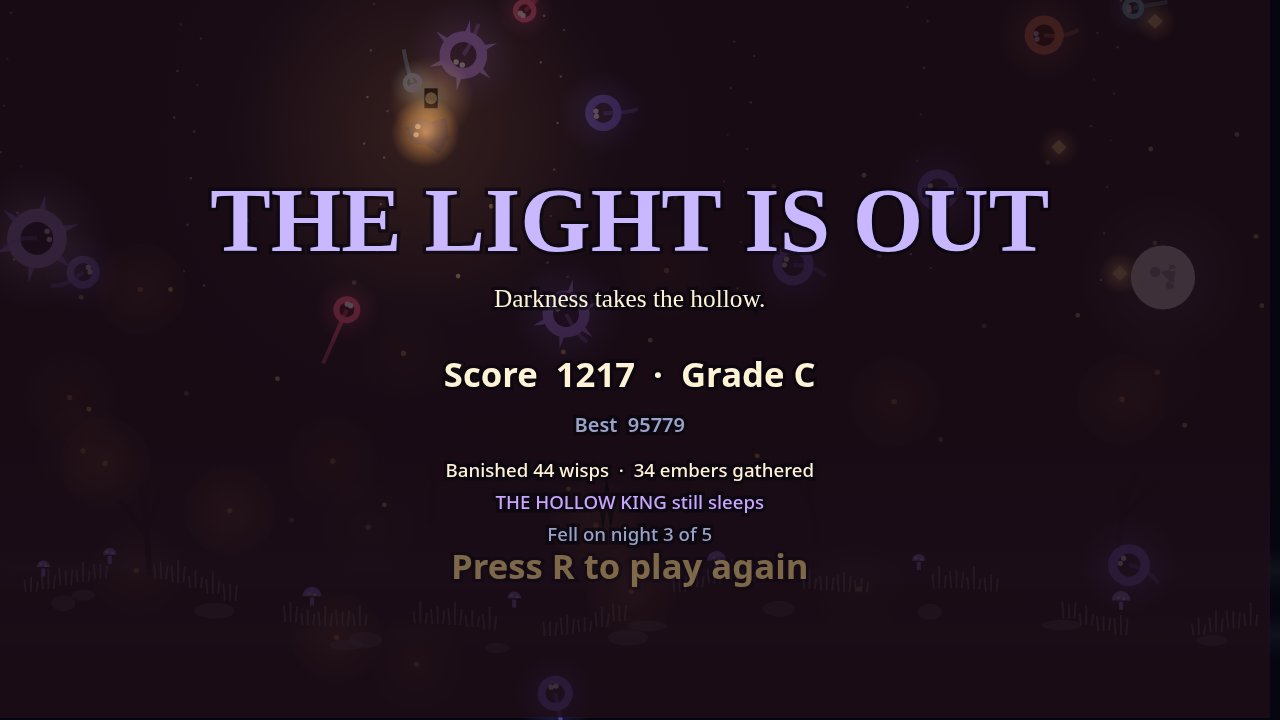 THE LIGHT IS OUT
Darkness takes the hollow.
Score 1217 · Grade C
Best 95779
Banished 44 wisps · 34 embers gathered
THE HOLLOW KING still sleeps
Fell on night 3 of 5
Press R to play again